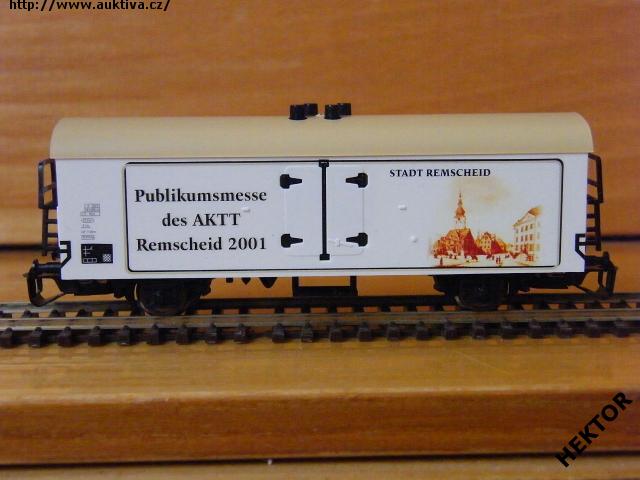 http://www.auktiva.cz/
Publikumsmesse
des AKTT
Remscheid 2001
STADT REMSCHEID
HEKTOR